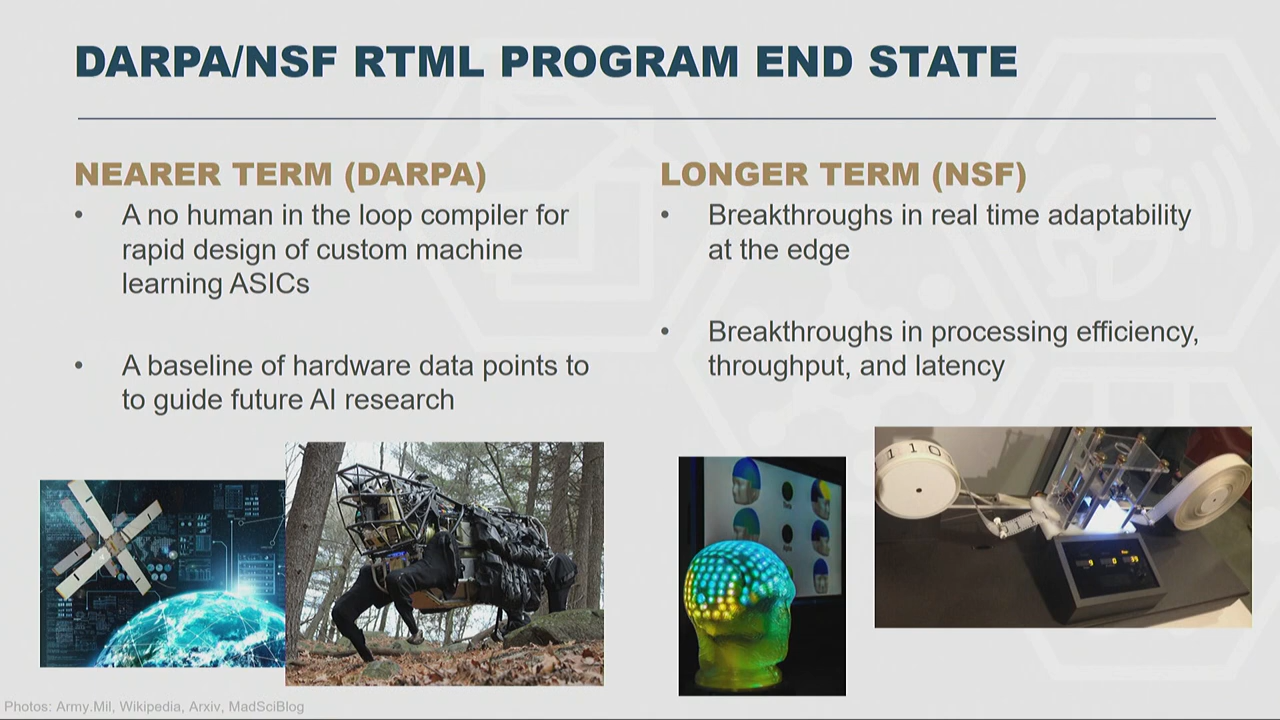 DARPA/NSF RTML PROGRAM END STATE
NEARER TERM (DARPA)
• A no human in the loop compiler for
rapid design of custom machine
learning ASICs
• A baseline of hardware data points to
to guide future AI research
LONGER TERM (NSF)
• Breakthroughs in real time adaptability
at the edge
• Breakthroughs in processing efficiency,
throughput, and latency
110
Photos: Army.Mil, Wikipedia, Arxiv, MadSciBlog